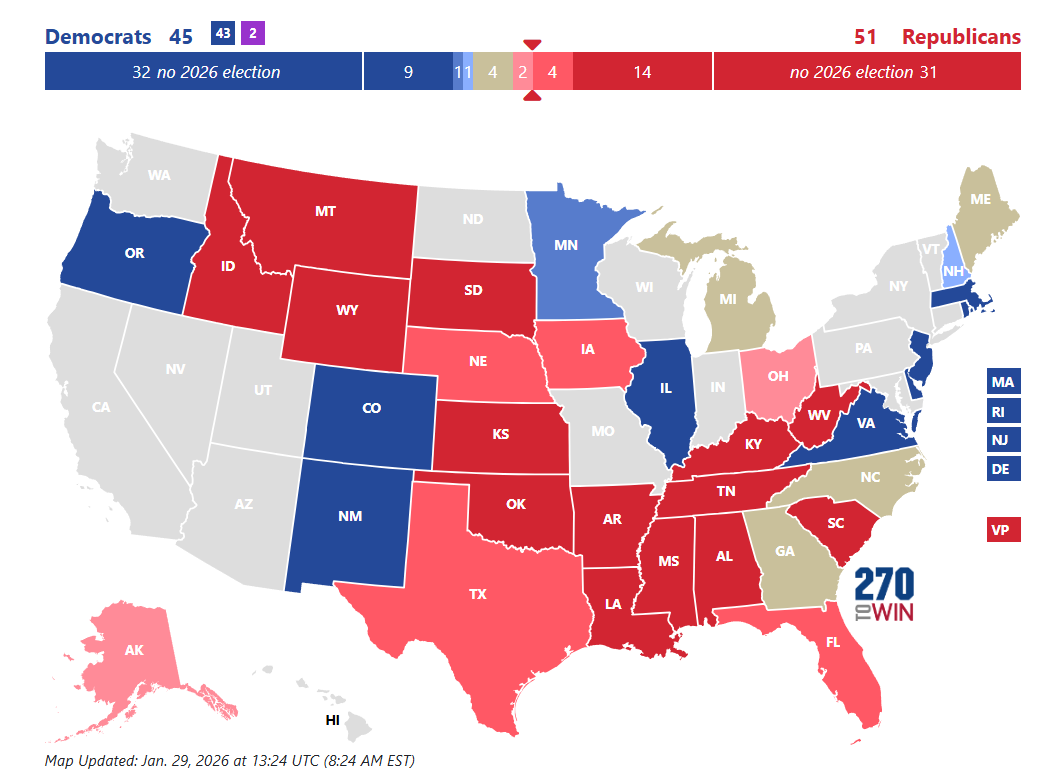 Democrats 45 43 2 51 Republicans
32 no 2026 election 9 1 1 4 2 4 14 no 2026 election 31
WA
ME
MT
ND
VT
MN
OR
ID
NH
NY
WI
SD
MI
WY
PA
IA
NE
NV
OH
MA
UT
IN
IL
CA
CO
RI
WV
VA
MO
KS
KY
NJ
DE
NC
TN
AZ
OK
NM
AR
SC
VP
GA
AL
MS
270
TO WIN
TX
LA
FL
AK
HI
Map Updated: Jan. 29, 2026 at 13:24 UTC (8:24 AM EST)